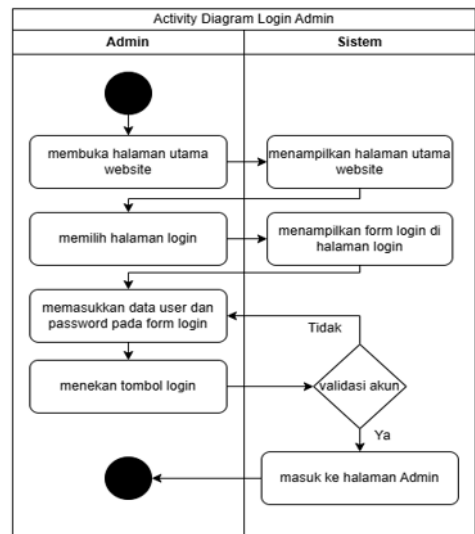 Activity Diagram Login Admin
Admin
Sistem
membuka halaman utama
website
menampilkan halaman utama
website
memilih halaman login
menampilkan form login di
halaman login
memasukkan data user dan
password pada form login
Tidak
menekan tombol login
validasi akun
Ya
masuk ke halaman Admin